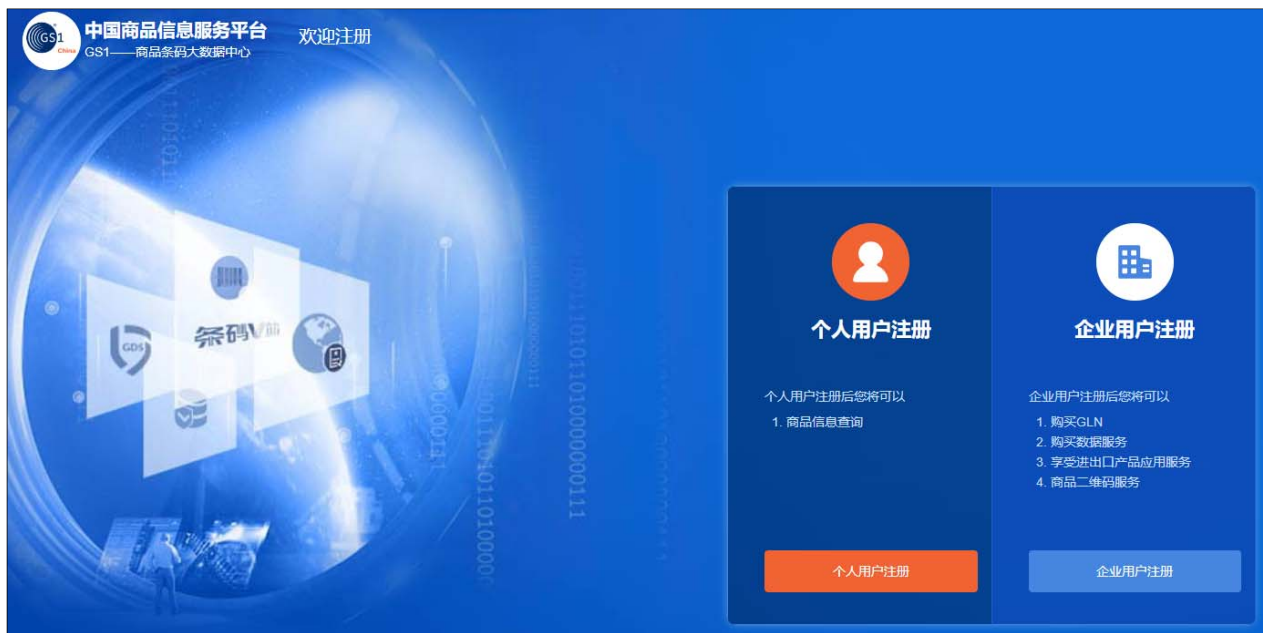 GS1
China
中国商品信息服务平台
GS1——商品条码大数据中心
欢迎注册
条码V
GDS
个人用户注册
个人用户注册后您将可以
1. 商品信息查询
个人用户注册
企业用户注册
企业用户注册后您将可以
1. 购买GLN
2. 购买数据服务
3. 享受进出口产品应用服务
4. 商品二维码服务
企业用户注册